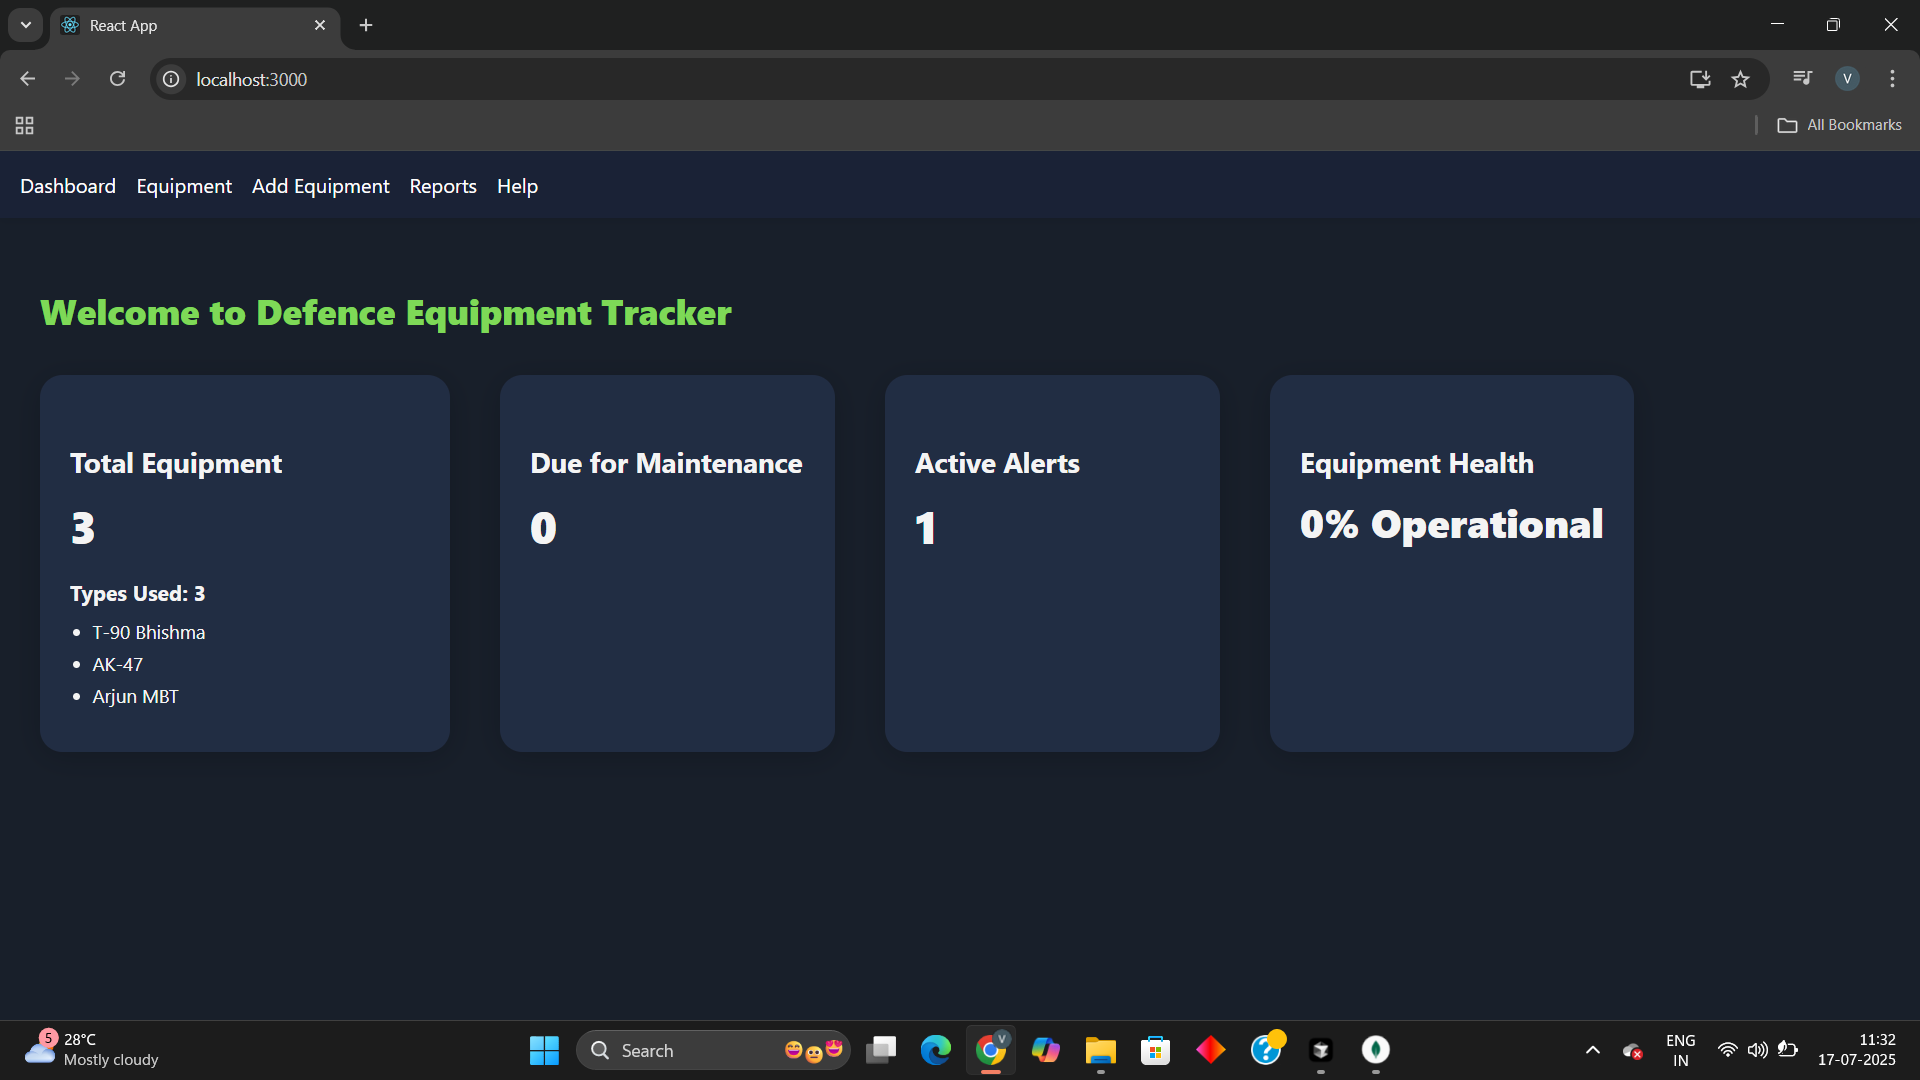 React App
localhost:3000
V
All Bookmarks
Dashboard Equipment Add Equipment Reports Help
Welcome to Defence Equipment Tracker
Total Equipment
3
Types Used: 3
• T-90 Bhishma
• AK-47
• Arjun MBT
Due for Maintenance
0
Active Alerts
1
Equipment Health
0% Operational
5
28°C
Mostly cloudy
Search
V
?
ENG
IN
11:32
17-07-2025